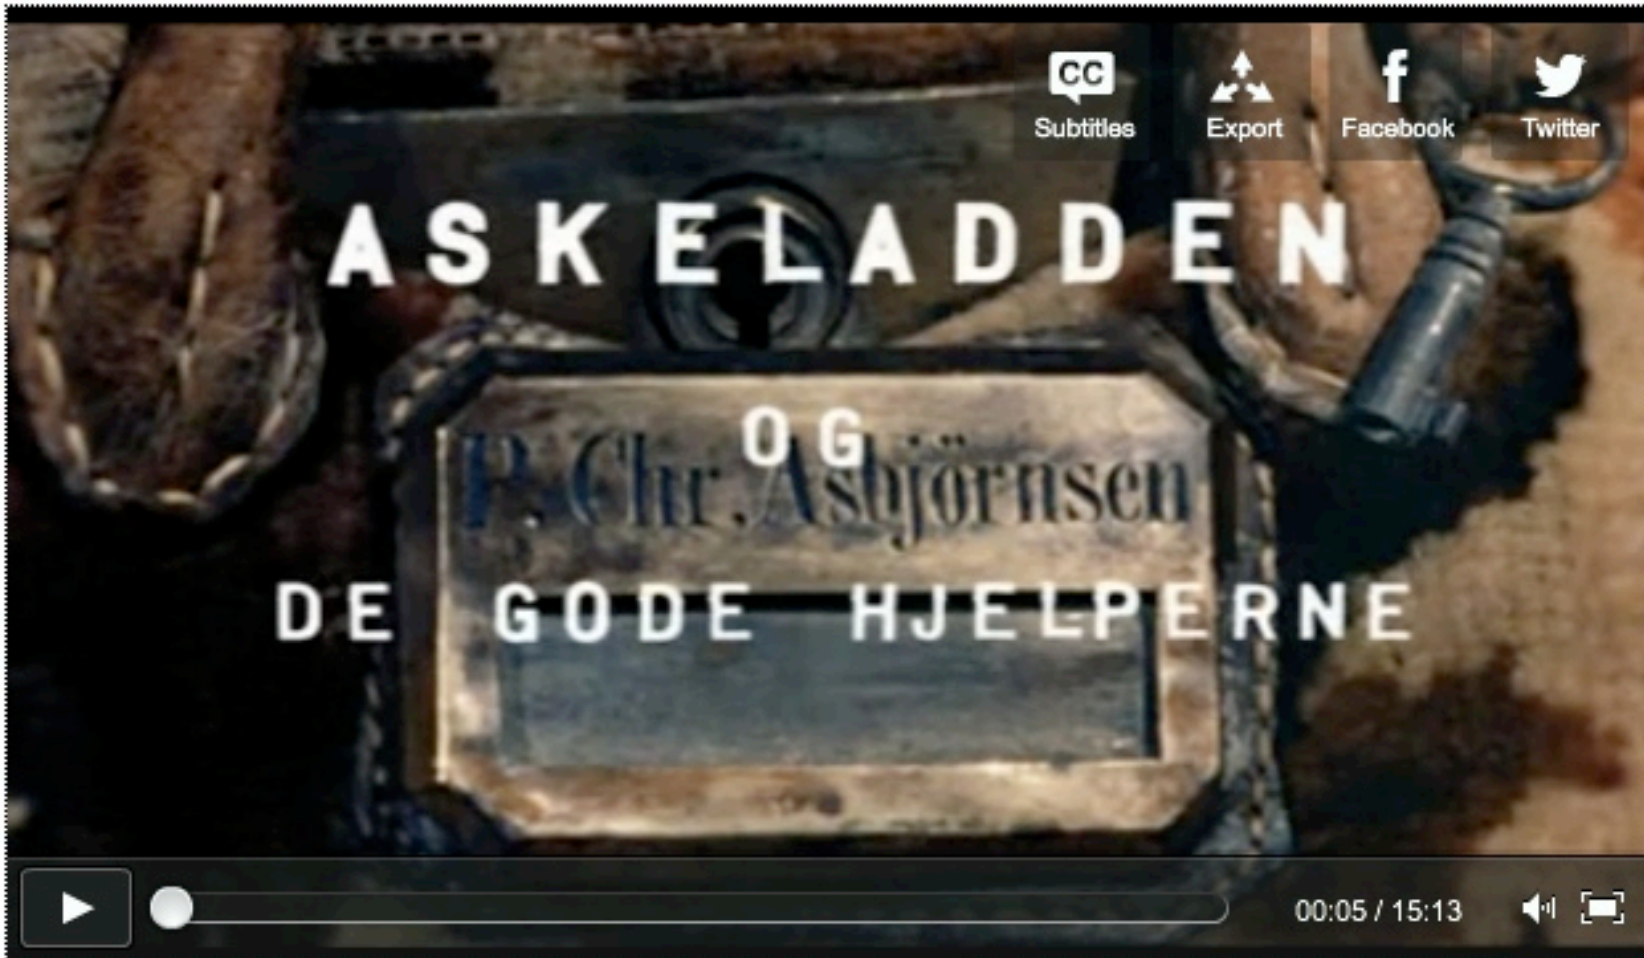 CC
Subtitles Export Facebook Twitter
ASKELADDEN
OG
P. Chr. Asbjörnsen
DE GODE HJELPERNE
00:05 / 15:13